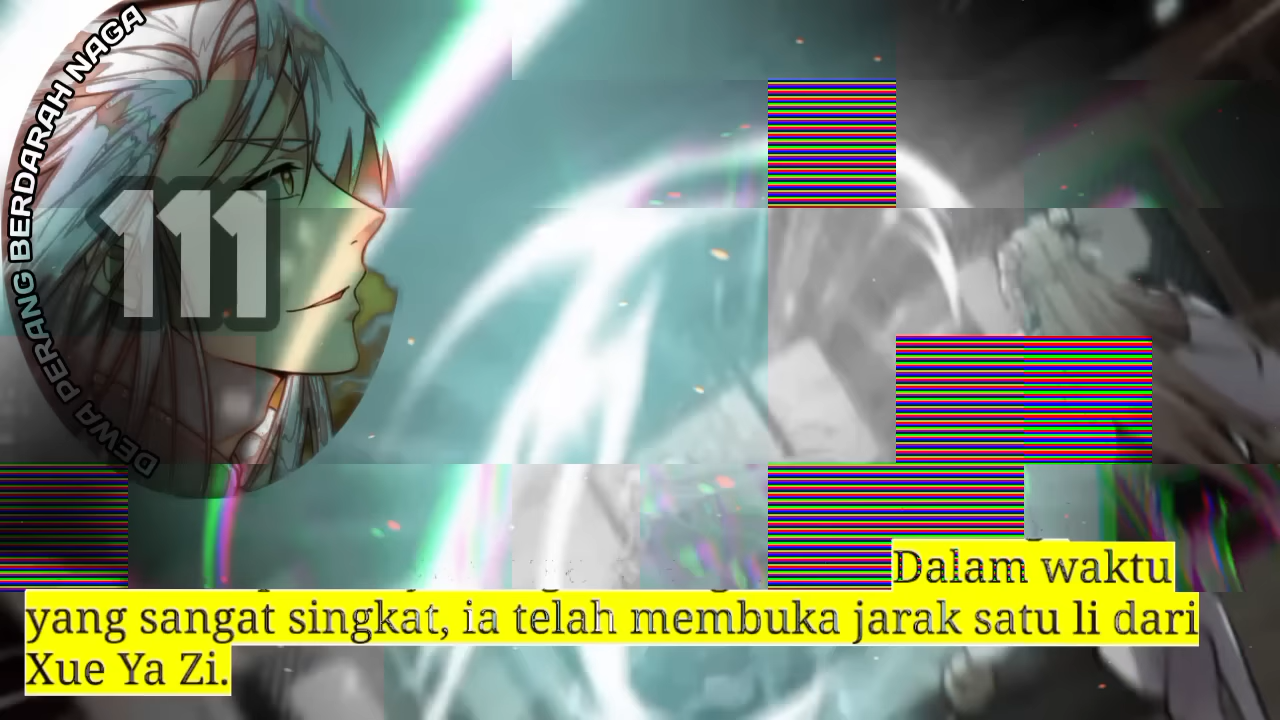 DEWA PERANG BERDARAH NAGA
111
Dalam waktu
yang sangat singkat, ia telah membuka jarak satu li dari
Xue Ya Zi.